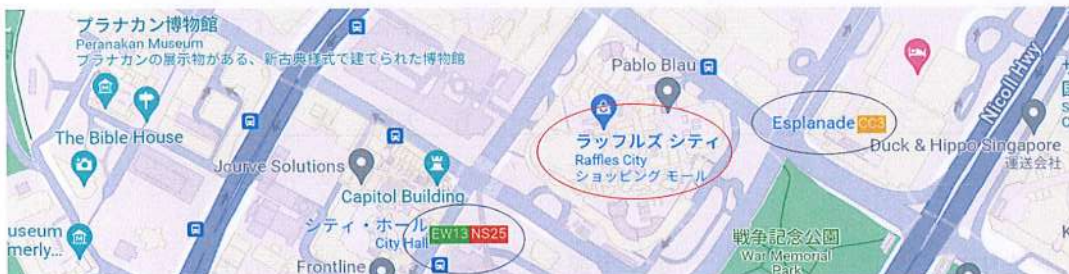 プラナカン博物館
Peranakan Museum
プラナカンの展示物がある、新古典様式で建てられた博物館
The Bible House
Jourve Solutions
Capitol Building
シティ・ホール
City Hall
EW13 NS25
Frontline
useum
merly...
Pablo Blau
ラッフルズ シティ
Raffles City
ショッピング モール
Esplanade CC3
Nicoll Hwy
Duck & Hippo Singapore
運送会社
戦争記念公園
War Memorial
Park